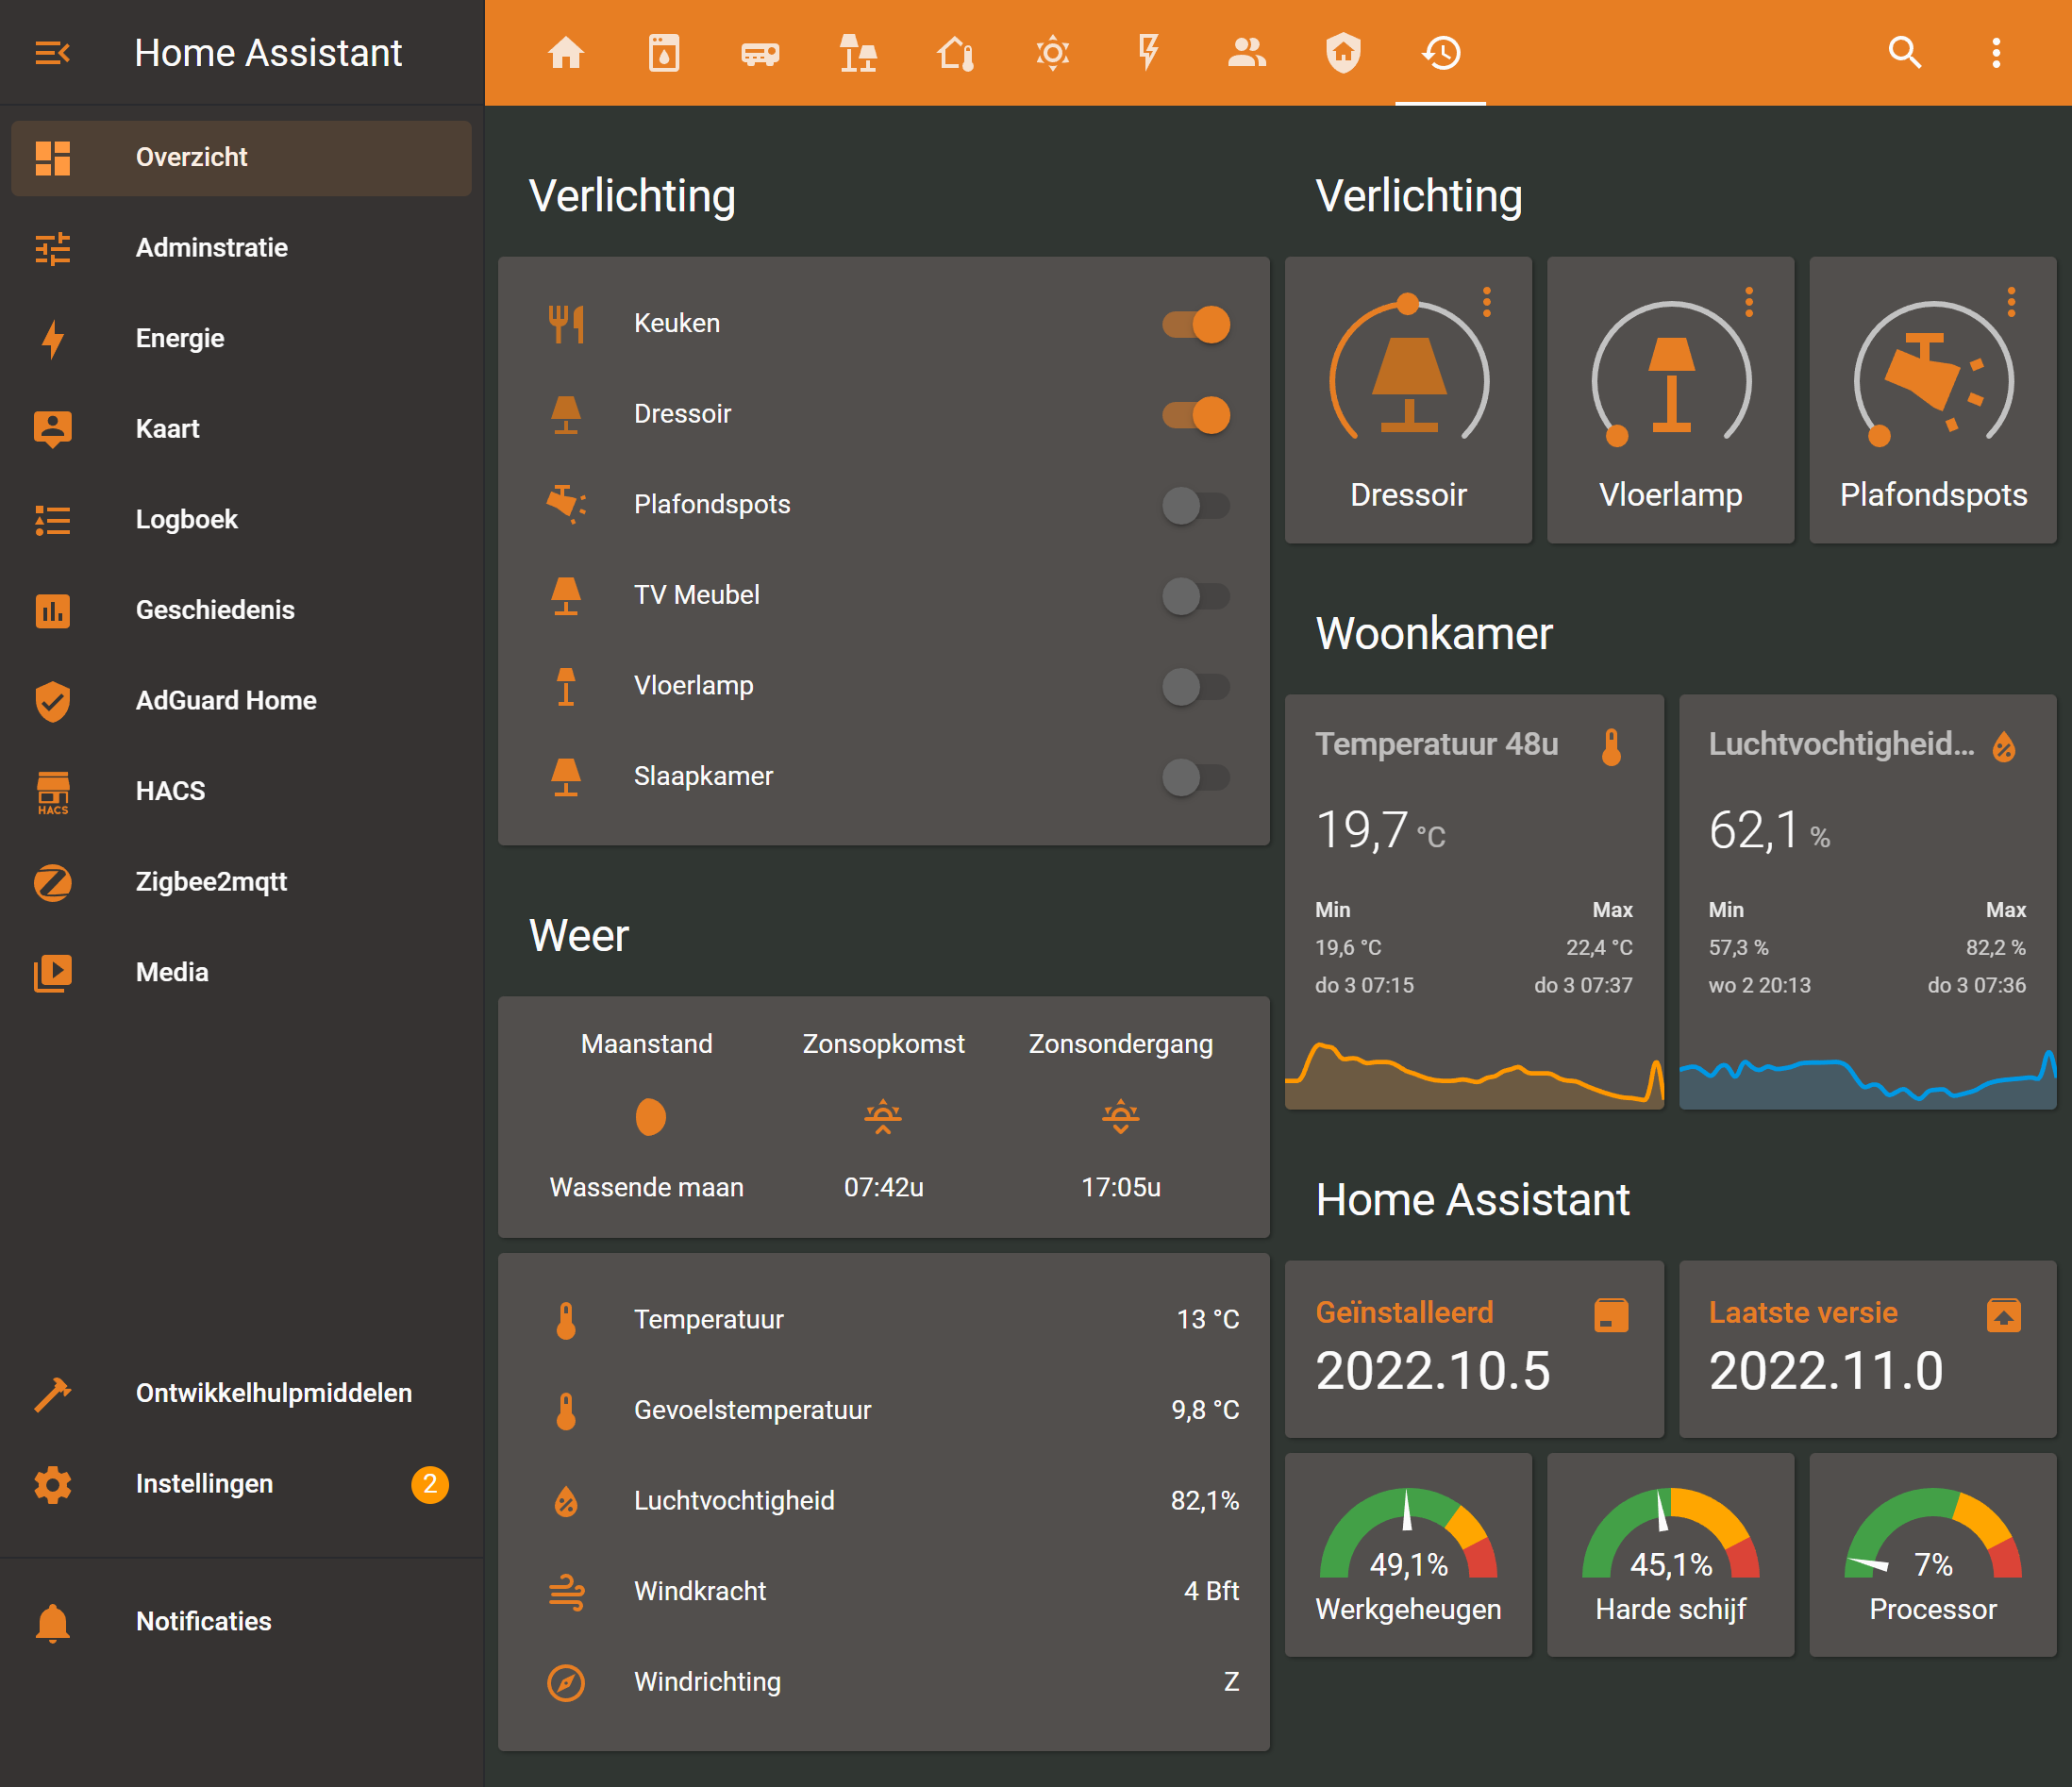 Home Assistant
Overzicht
Adminstratie
Energie
Kaart
Logboek
Geschiedenis
AdGuard Home
HACS
HACS
Zigbee2mqtt
Media
Ontwikkelhulpmiddelen
Instellingen 2
Notificaties
Verlichting
Keuken
Dressoir
Plafondspots
TV Meubel
Vloerlamp
Slaapkamer
Weer
Maanstand Zonsopkomst Zonsondergang
Wassende maan 07:42u 17:05u
Temperatuur 13 °C
Gevoelstemperatuur 9,8 °C
Luchtvochtigheid 82,1%
Windkracht 4 Bft
Windrichting Z
Verlichting
Dressoir Vloerlamp Plafondspots
Woonkamer
Temperatuur 48u
19,7 °C
Min Max
19,6 °C 22,4 °C
do 3 07:15 do 3 07:37
Luchtvochtigheid...
62,1 %
Min Max
57,3 % 82,2 %
wo 2 20:13 do 3 07:36
Home Assistant
Geïnstalleerd
2022.10.5
Laatste versie
2022.11.0
49,1%
Werkgeheugen
45,1%
Harde schijf
7%
Processor